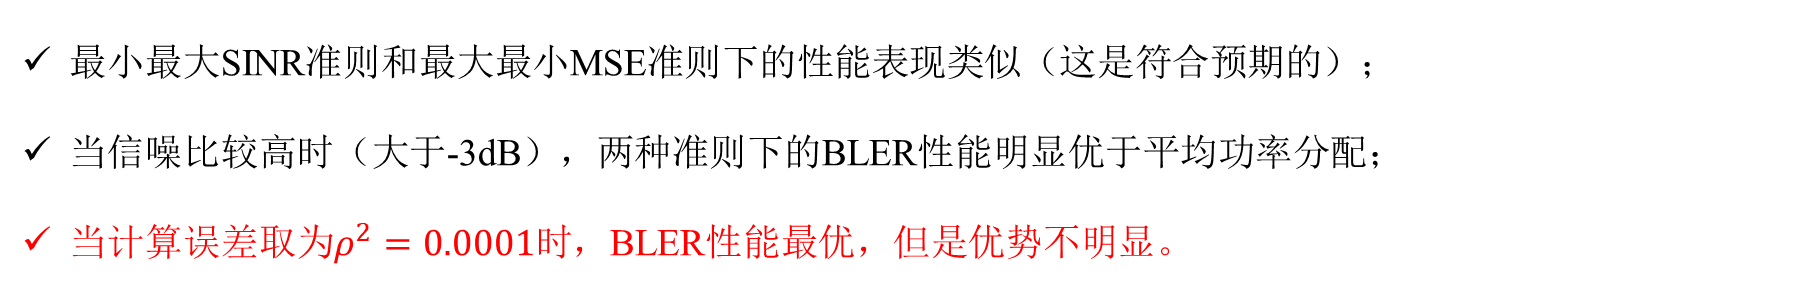 ✓ 最小最大SINR准则和最大最小MSE准则下的性能表现类似（这是符合预期的）；
✓ 当信噪比较高时（大于-3dB），两种准则下的BLER性能明显优于平均功率分配；
✓ 当计算误差取为𝜌² = 0.0001时，BLER性能最优，但是优势不明显。